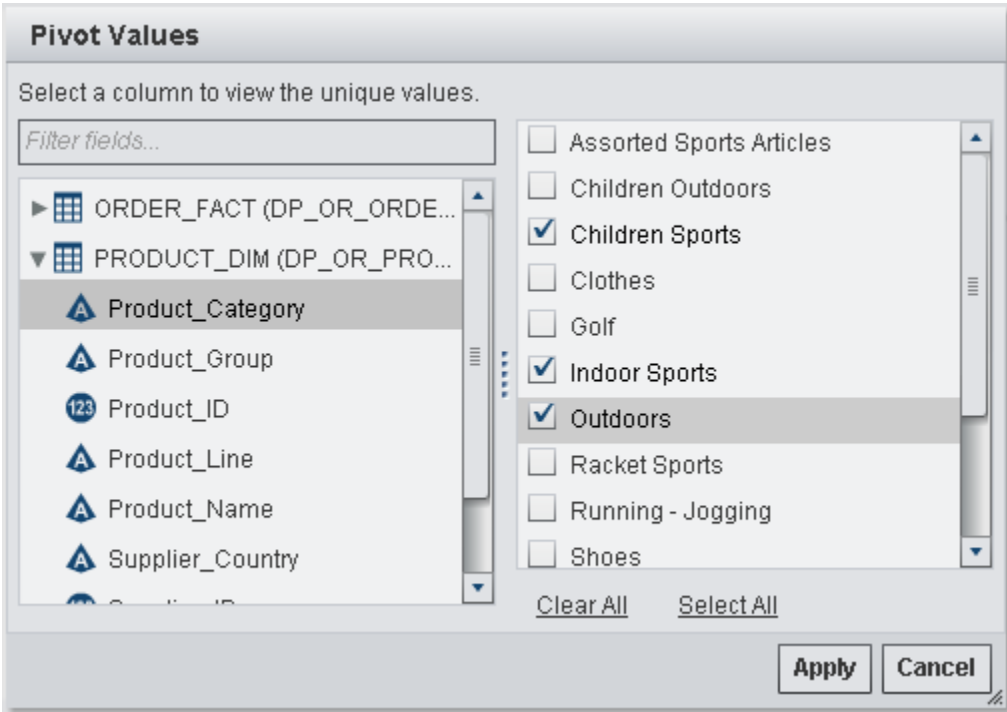 Pivot Values
Select a column to view the unique values.
Filter fields...
ORDER_FACT (DP_OR_ORDE...
PRODUCT_DIM (DP_OR_PRO...
A Product_Category
A Product_Group
123 Product_ID
A Product_Line
A Product_Name
A Supplier_Country
Assorted Sports Articles
Children Outdoors
Children Sports
Clothes
Golf
Indoor Sports
Outdoors
Racket Sports
Running - Jogging
Shoes
Clear All
Select All
Apply
Cancel